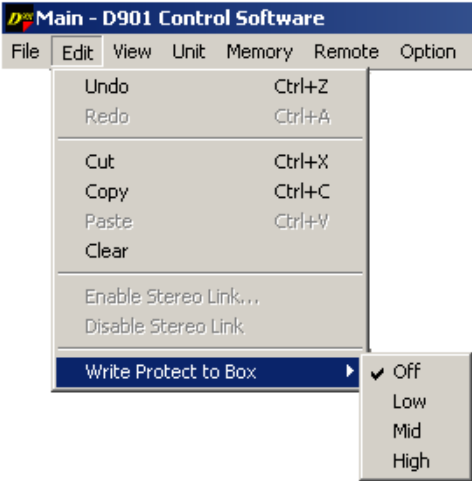 Main - D901 Control Software
File Edit View Unit Memory Remote Option
Undo Ctrl+Z
Redo Ctrl+A
Cut Ctrl+X
Copy Ctrl+C
Paste Ctrl+V
Clear
Enable Stereo Link...
Disable Stereo Link
Write Protect to Box
Off
Low
Mid
High